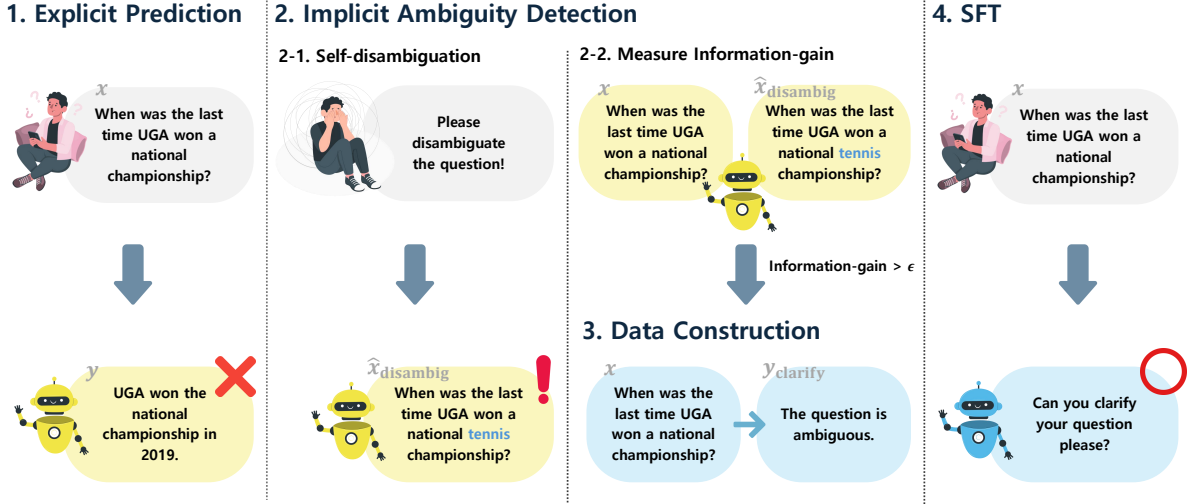 1. Explicit Prediction
x
When was the last
time UGA won a
national
championship?
y
UGA won the
national
championship in
2019.
2. Implicit Ambiguity Detection
2-1. Self-disambiguation
Please
disambiguate
the question!
x̂disambig
When was the last
time UGA won a
national tennis
championship?
2-2. Measure Information-gain
x
When was the
last time UGA
won a national
championship?
x̂disambig
When was the last
time UGA won a
national tennis
championship?
Information-gain > ϵ
3. Data Construction
x
When was the
last time UGA
won a national
championship?
yclarify
The question is
ambiguous.
4. SFT
x
When was the last
time UGA won a
national
championship?
Can you clarify
your question
please?